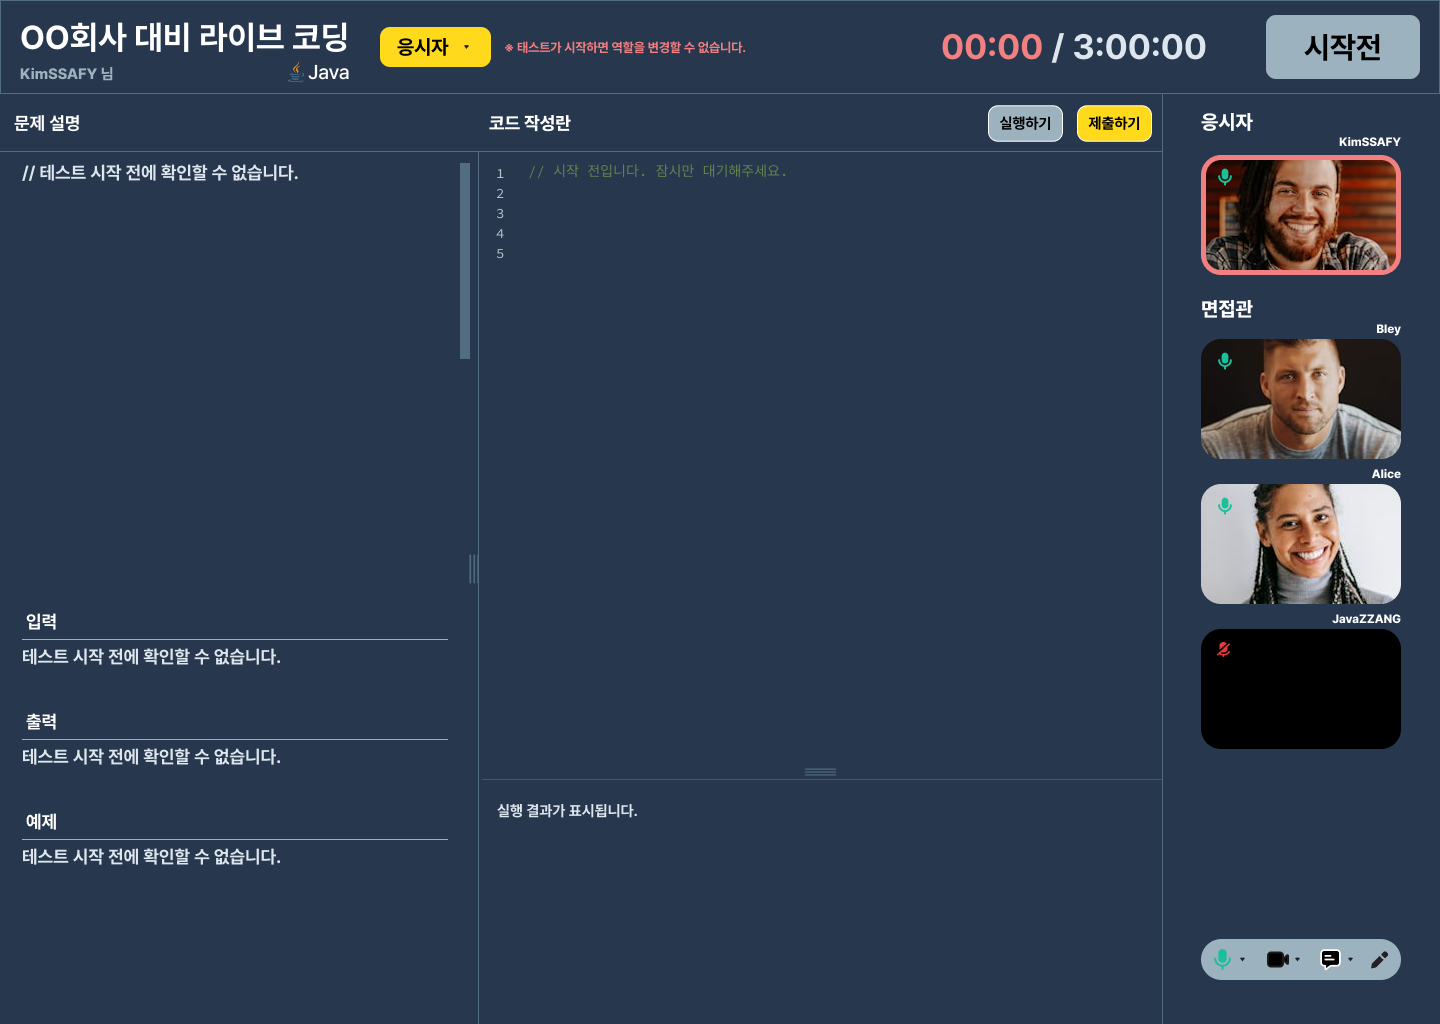 OO회사 대비 라이브 코딩
KimSSAFY 님
Java
응시자
※ 테스트가 시작하면 역할을 변경할 수 없습니다.
00:00 / 3:00:00
시작전
문제 설명
// 테스트 시작 전에 확인할 수 없습니다.
입력
테스트 시작 전에 확인할 수 없습니다.
출력
테스트 시작 전에 확인할 수 없습니다.
예제
테스트 시작 전에 확인할 수 없습니다.
코드 작성란
실행하기
제출하기
1 // 시작 전입니다. 잠시만 대기해주세요.
2
3
4
5
실행 결과가 표시됩니다.
응시자
KimSSAFY
면접관
Bley
Alice
JavaZZANG